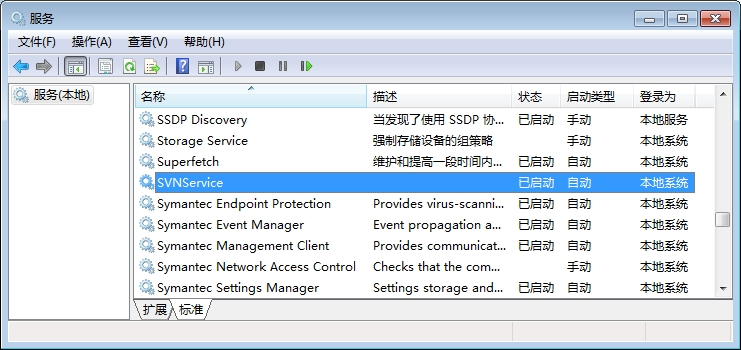 服务
文件(F) 操作(A) 查看(V) 帮助(H)
服务(本地)
名称 描述 状态 启动类型 登录为
SSDP Discovery 当发现了使用 SSDP 协... 已启动 手动 本地服务
Storage Service 强制存储设备的组策略 手动 本地系统
Superfetch 维护和提高一段时间内... 已启动 自动 本地系统
SVNService 已启动 自动 本地系统
Symantec Endpoint Protection Provides virus-scanni... 已启动 自动 本地系统
Symantec Event Manager Event propagation a... 已启动 自动 本地系统
Symantec Management Client Provides communicat... 已启动 自动 本地系统
Symantec Network Access Control Checks that the com... 手动 本地系统
Symantec Settings Manager Settings storage and... 已启动 自动 本地系统
扩展 标准